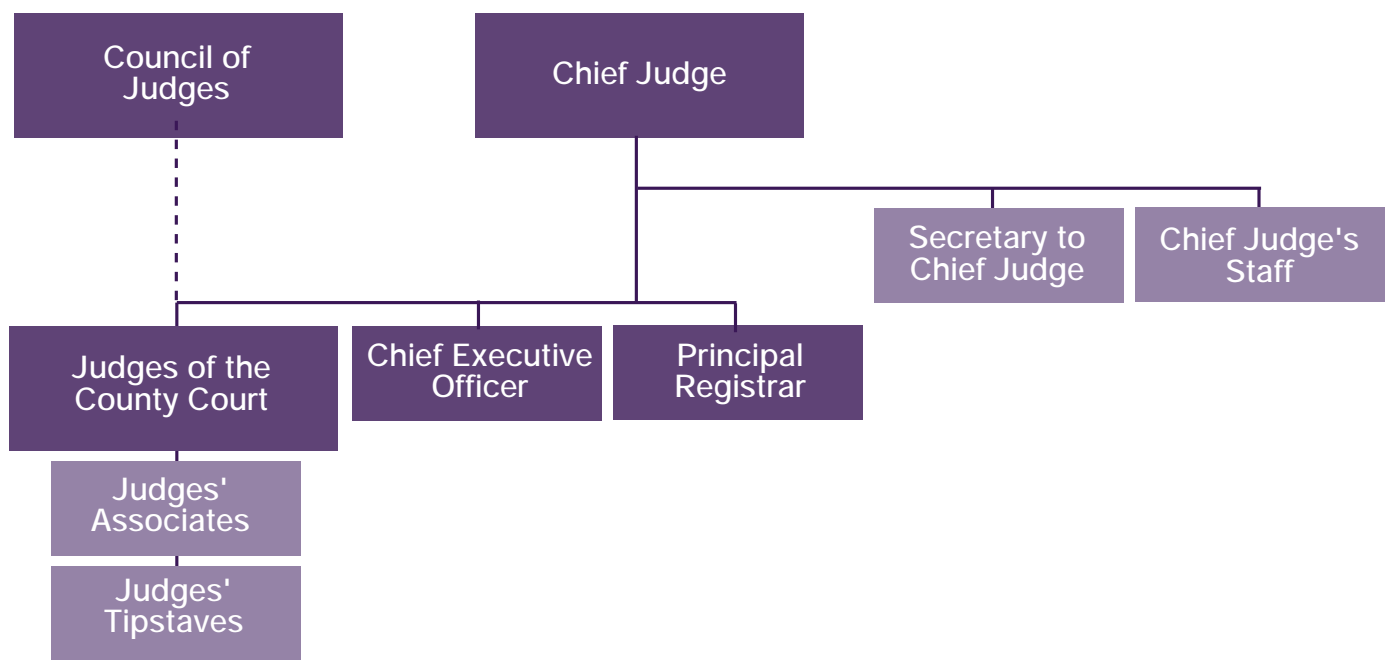 Council of
Judges
Chief Judge
Secretary to
Chief Judge
Chief Judge's
Staff
Judges of the
County Court
Chief Executive
Officer
Principal
Registrar
Judges'
Associates
Judges'
Tipstaves